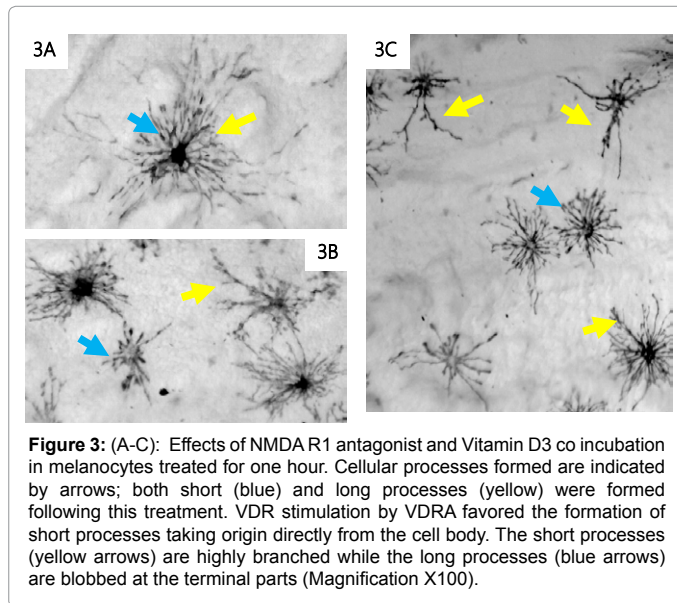 3A
3C
3B
Figure 3: (A-C): Effects of NMDA R1 antagonist and Vitamin D3 co incubation
in melanocytes treated for one hour. Cellular processes formed are indicated
by arrows; both short (blue) and long processes (yellow) were formed
following this treatment. VDR stimulation by VDRA favored the formation of
short processes taking origin directly from the cell body. The short processes
(yellow arrows) are highly branched while the long processes (blue arrows)
are blobbed at the terminal parts (Magnification X100).